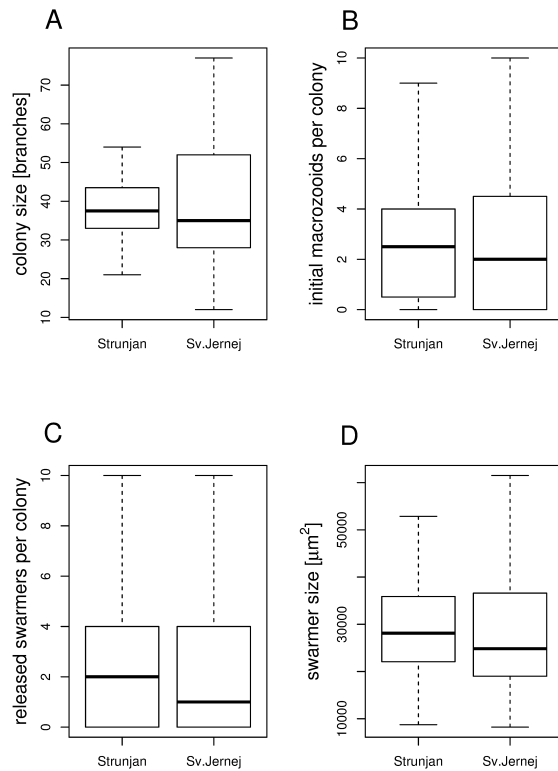 A
B
colony size [branches]
10 20 30 40 50 60 70
Strunjan Sv.Jernej
initial macrozooids per colony
0 2 4 6 8 10
Strunjan Sv.Jernej
C
D
released swarmers per colony
0 2 4 6 8 10
Strunjan Sv.Jernej
swarmer size [μm²]
10000 30000 50000
Strunjan Sv.Jernej